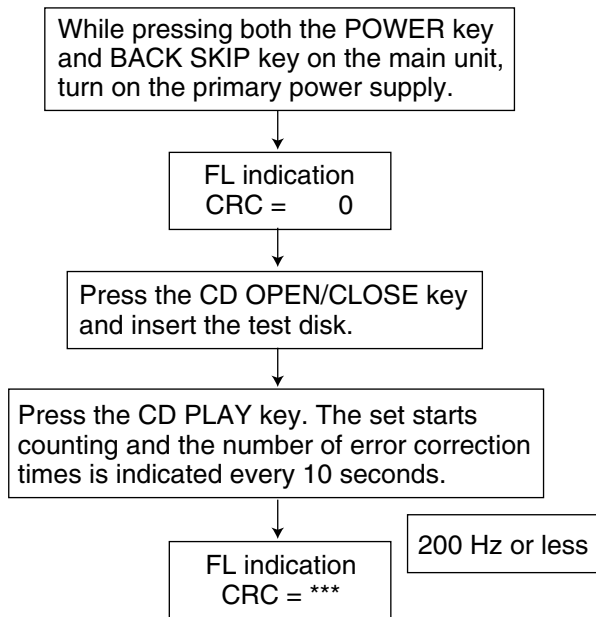 While pressing both the POWER key
and BACK SKIP key on the main unit,
turn on the primary power supply.
FL indication
CRC = 0
Press the CD OPEN/CLOSE key
and insert the test disk.
Press the CD PLAY key. The set starts
counting and the number of error correction
times is indicated every 10 seconds.
200 Hz or less
FL indication
CRC = ***